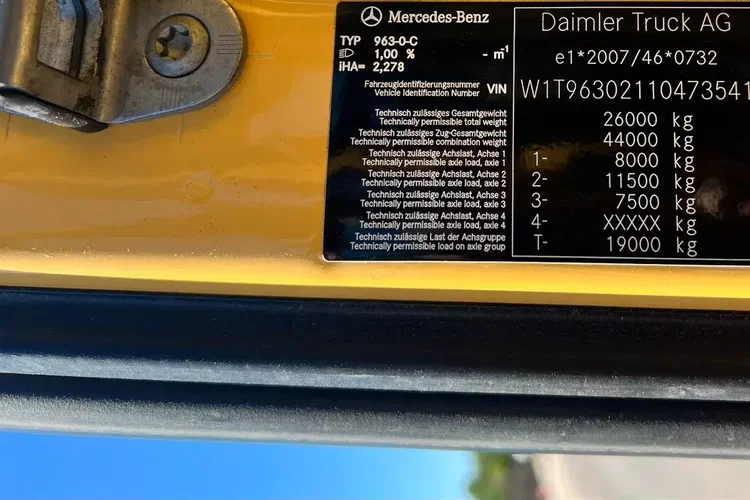 Mercedes-Benz
TYP 963-0-C
1,00 % - m-1
iHA= 2,278
Fahrzeugidentifizierungsnummer
Vehicle Identification Number VIN
Technisch zulässiges Gesamtgewicht
Technically permissible total weight
Technisch zulässiges Zug-Gesamtgewicht
Technically permissible combination weight
Technisch zulässige Achslast, Achse 1
Technically permissible axle load, axle 1
Technisch zulässige Achslast, Achse 2
Technically permissible axle load, axle 2
Technisch zulässige Achslast, Achse 3
Technically permissible axle load, axle 3
Technisch zulässige Achslast, Achse 4
Technically permissible axle load, axle 4
Technisch zulässige Last der Achsgruppe
Technically permissible load on axle group
Daimler Truck AG
e1*2007/46*0732
W1T96302110473541
26000 kg
44000 kg
1- 8000 kg
2- 11500 kg
3- 7500 kg
4- XXXXX kg
T- 19000 kg